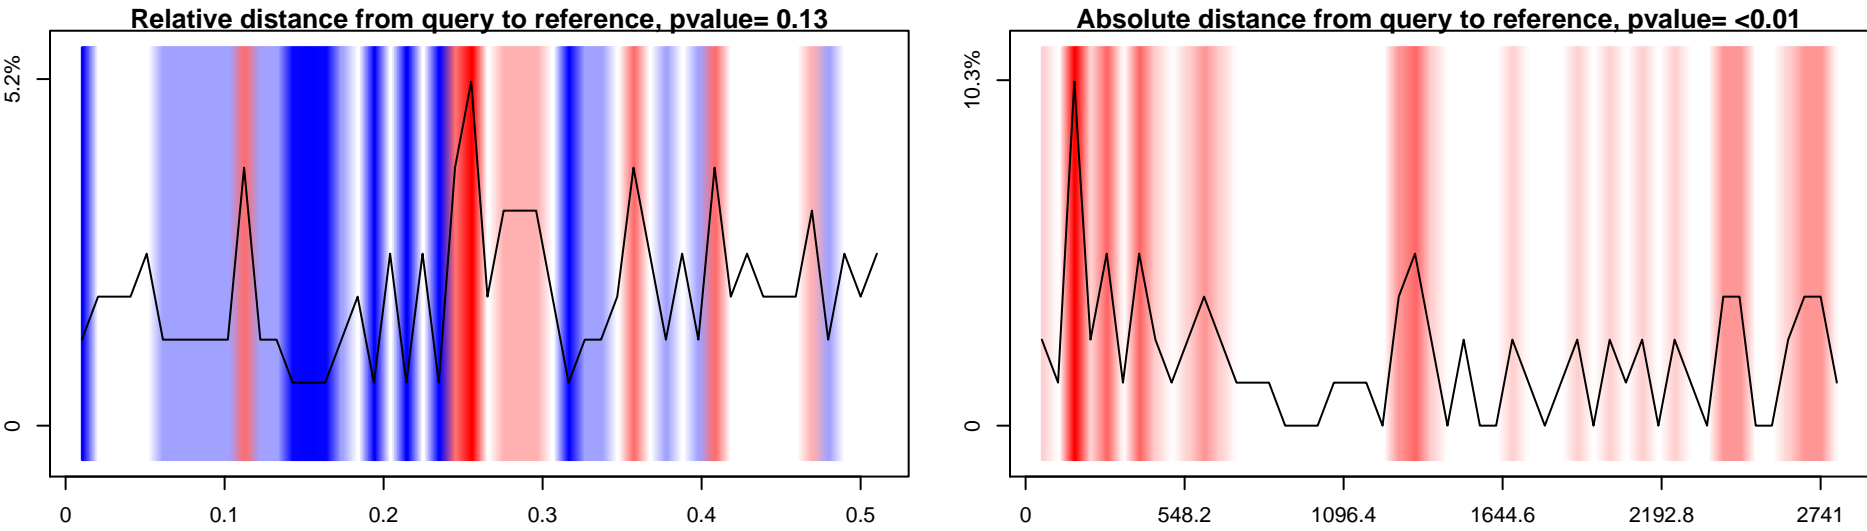 Relative distance from query to reference, pvalue= 0.13
5.2%
0
0 0.1 0.2 0.3 0.4 0.5
Absolute distance from query to reference, pvalue= <0.01
10.3%
0
0 548.2 1096.4 1644.6 2192.8 2741